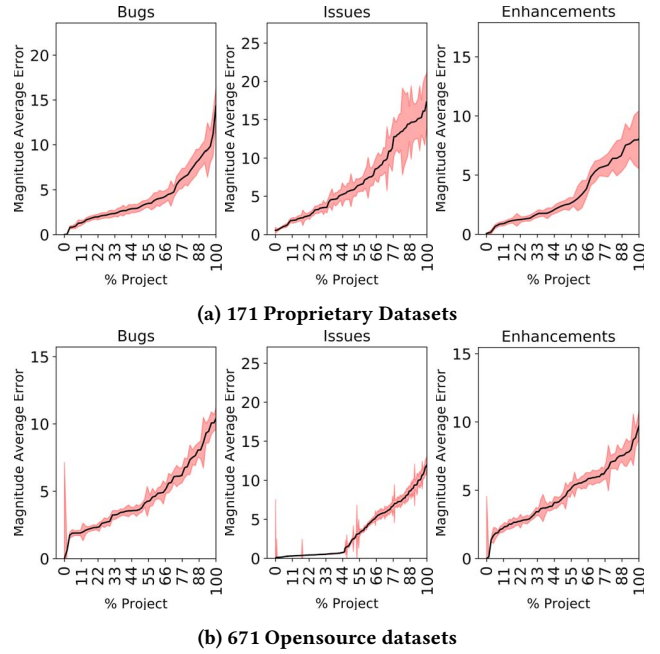 Bugs Issues Enhancements
Magnitude Average Error
20
15
10
5
0
0 11 22 33 44 55 66 77 88 100
% Project
Magnitude Average Error
25
20
15
10
5
0
0 11 22 33 44 55 66 77 88 100
% Project
Magnitude Average Error
15
10
5
0
0 11 22 33 44 55 66 77 88 100
% Project
(a) 171 Proprietary Datasets
Bugs Issues Enhancements
Magnitude Average Error
15
10
5
0
0 11 22 33 44 55 66 77 88 100
% Project
Magnitude Average Error
25
20
15
10
5
0
0 11 22 33 44 55 66 77 88 100
% Project
Magnitude Average Error
15
10
5
0
0 11 22 33 44 55 66 77 88 100
% Project
(b) 671 Opensource datasets